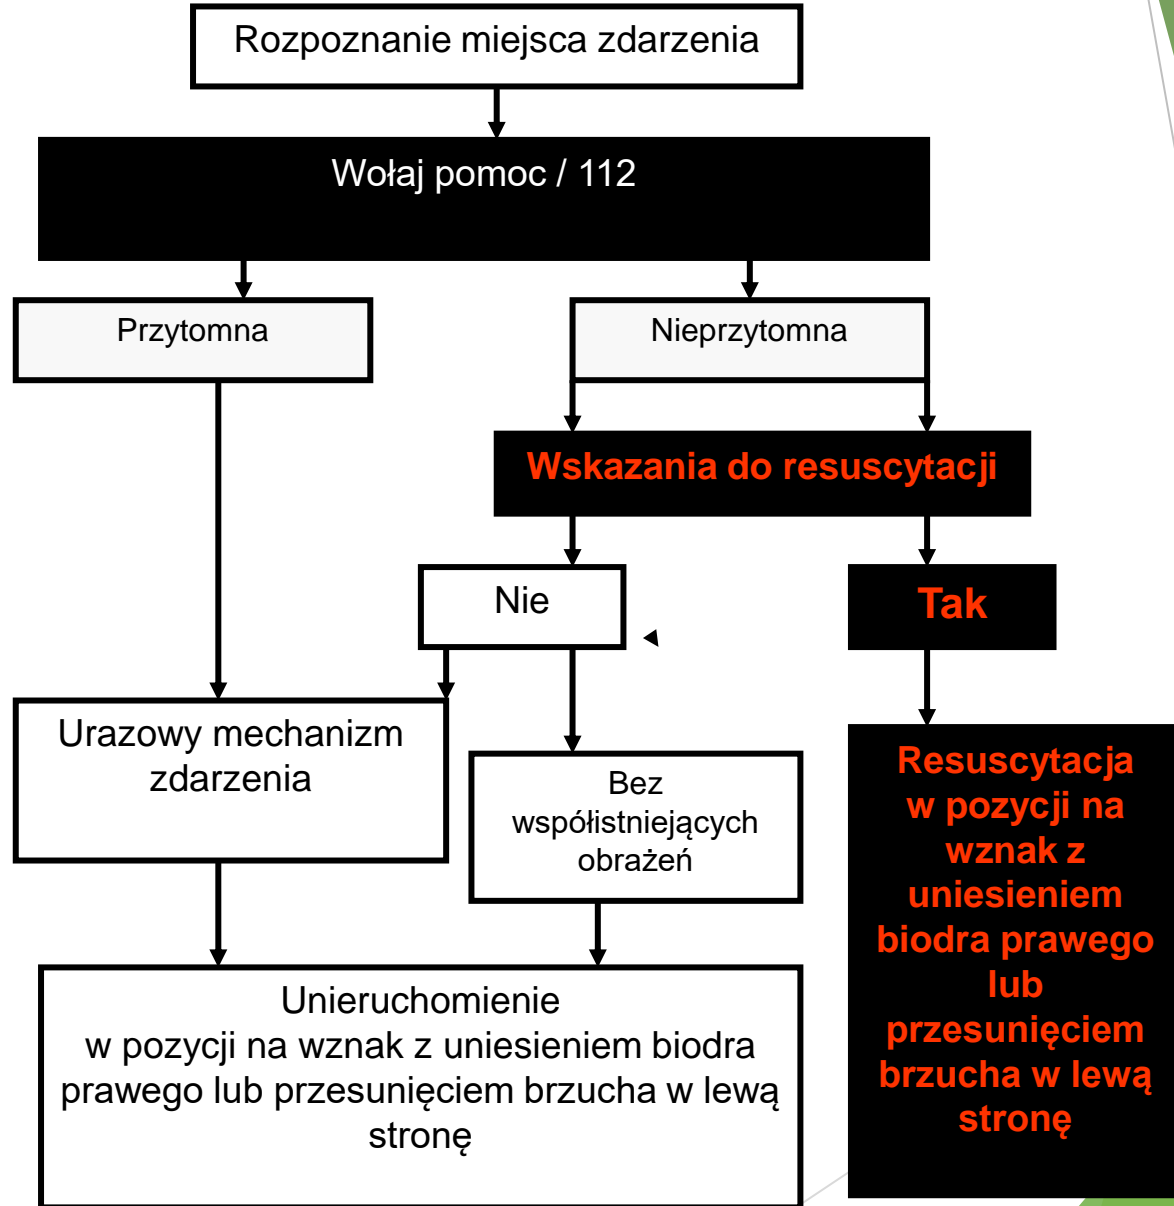 Rozpoznanie miejsca zdarzenia
Wołaj pomoc / 112
Przytomna
Nieprzytomna
Wskazania do resuscytacji
Nie
Tak
Urazowy mechanizm
zdarzenia
Bez
współistniejących
obrażeń
Resuscytacja
w pozycji na
wznak z
uniesieniem
biodra prawego
lub
przesunięciem
brzucha w lewą
stronę
Unieruchomienie
w pozycji na wznak z uniesieniem biodra
prawego lub przesunięciem brzucha w lewą
stronę